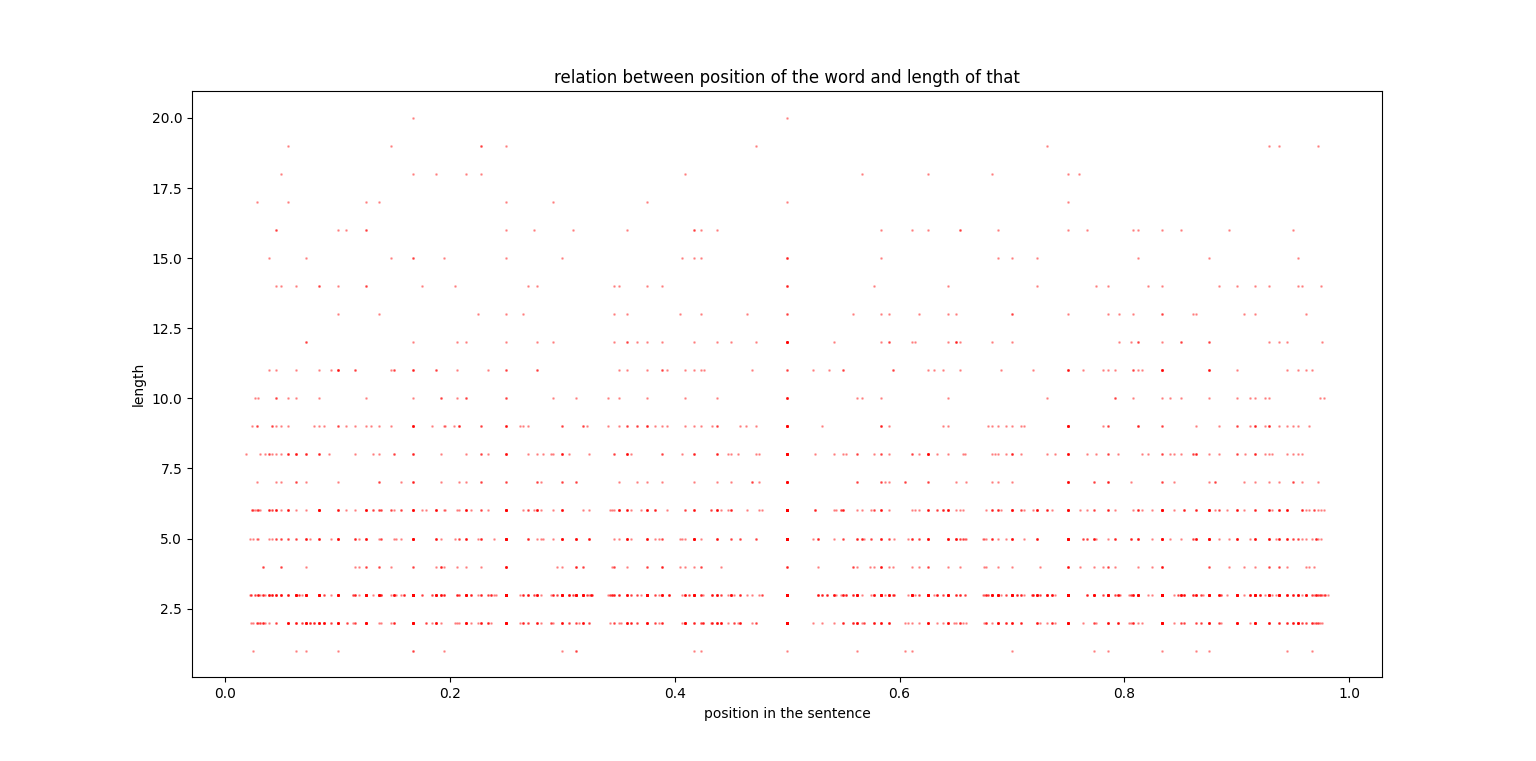 relation between position of the word and length of that
20.0
17.5
15.0
12.5
10.0
7.5
5.0
2.5
length
0.0 0.2 0.4 0.6 0.8 1.0
position in the sentence